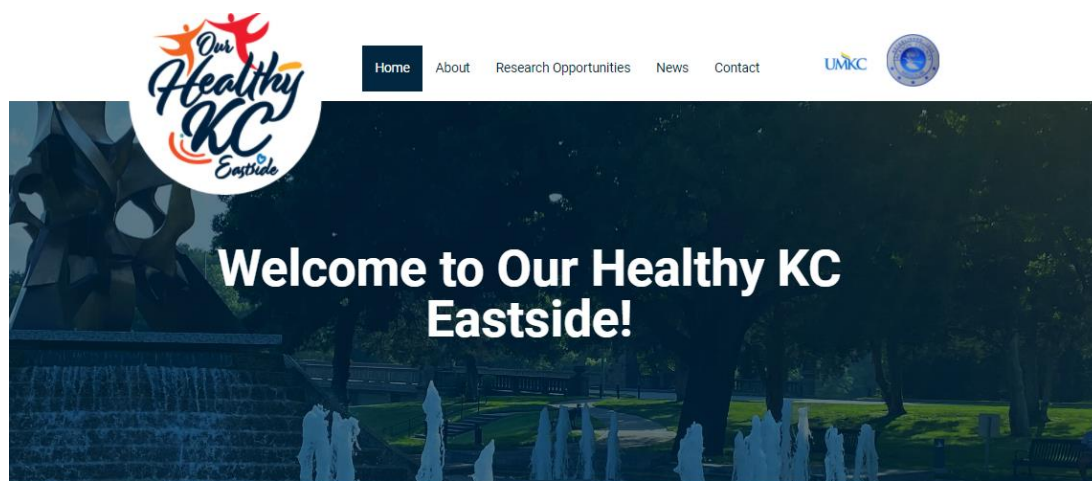 Our
Healthy
KC
Eastside
Home About Research Opportunities News Contact
UMKC
Welcome to Our Healthy KC
Eastside!